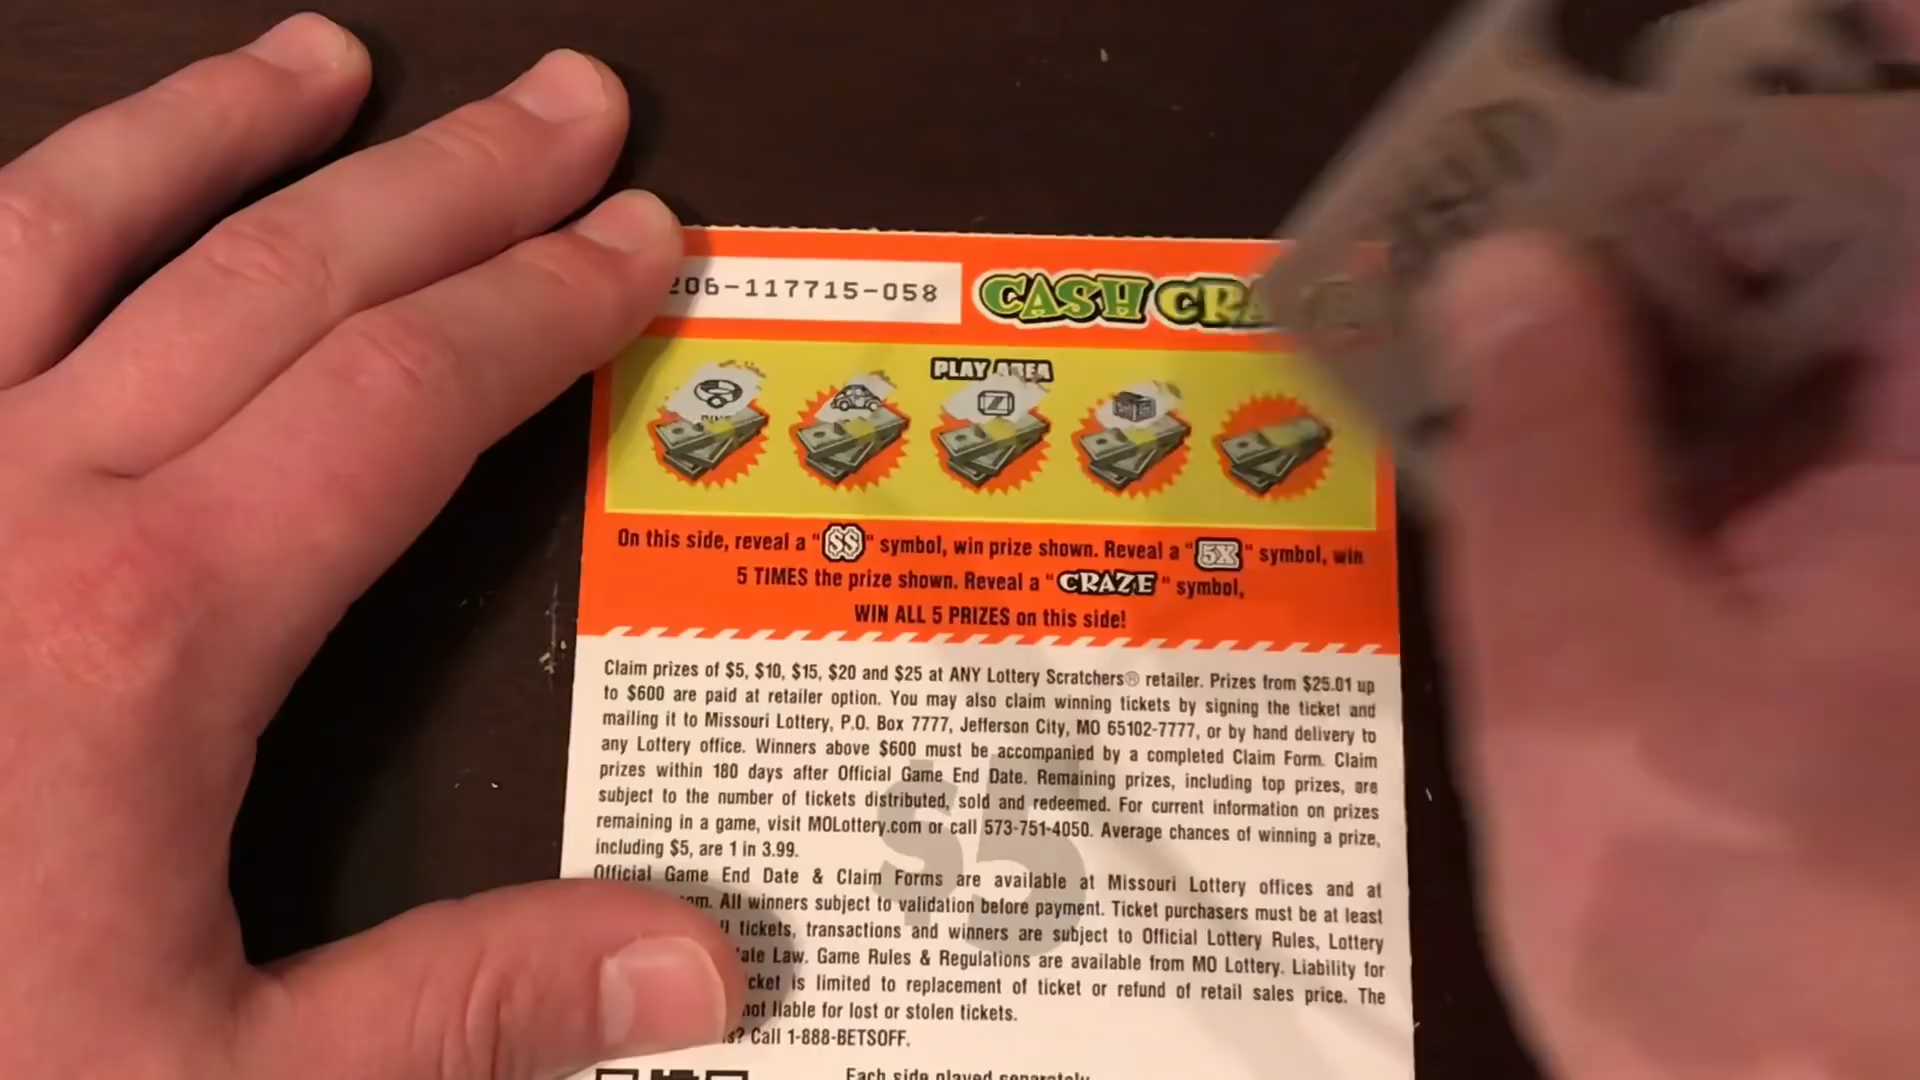 206-117715-058
CASH
PLAY AREA
On this side, reveal a "$$" symbol, win prize shown. Reveal a "5X" symbol, win
5 TIMES the prize shown. Reveal a "CRAZE" symbol,
WIN ALL 5 PRIZES on this side!
Claim prizes of $5, $10, $15, $20 and $25 at ANY Lottery Scratchers® retailer. Prizes from $25.01 up
to $600 are paid at retailer option. You may also claim winning tickets by signing the ticket and
mailing it to Missouri Lottery, P.O. Box 7777, Jefferson City, MO 65102-7777, or by hand delivery to
any Lottery office. Winners above $600 must be accompanied by a completed Claim Form. Claim
prizes within 180 days after Official Game End Date. Remaining prizes, including top prizes, are
subject to the number of tickets distributed, sold and redeemed. For current information on prizes
remaining in a game, visit MOLottery.com or call 573-751-4050. Average chances of winning a prize,
including $5, are 1 in 3.99.
$5
Official Game End Date & Claim Forms are available at Missouri Lottery offices and at
All winners subject to validation before payment. Ticket purchasers must be at least
tickets, transactions and winners are subject to Official Lottery Rules, Lottery
Law. Game Rules & Regulations are available from MO Lottery. Liability for
is limited to replacement of ticket or refund of retail sales price. The
not liable for lost or stolen tickets.
Call 1-888-BETSOFF.
Each side played separately